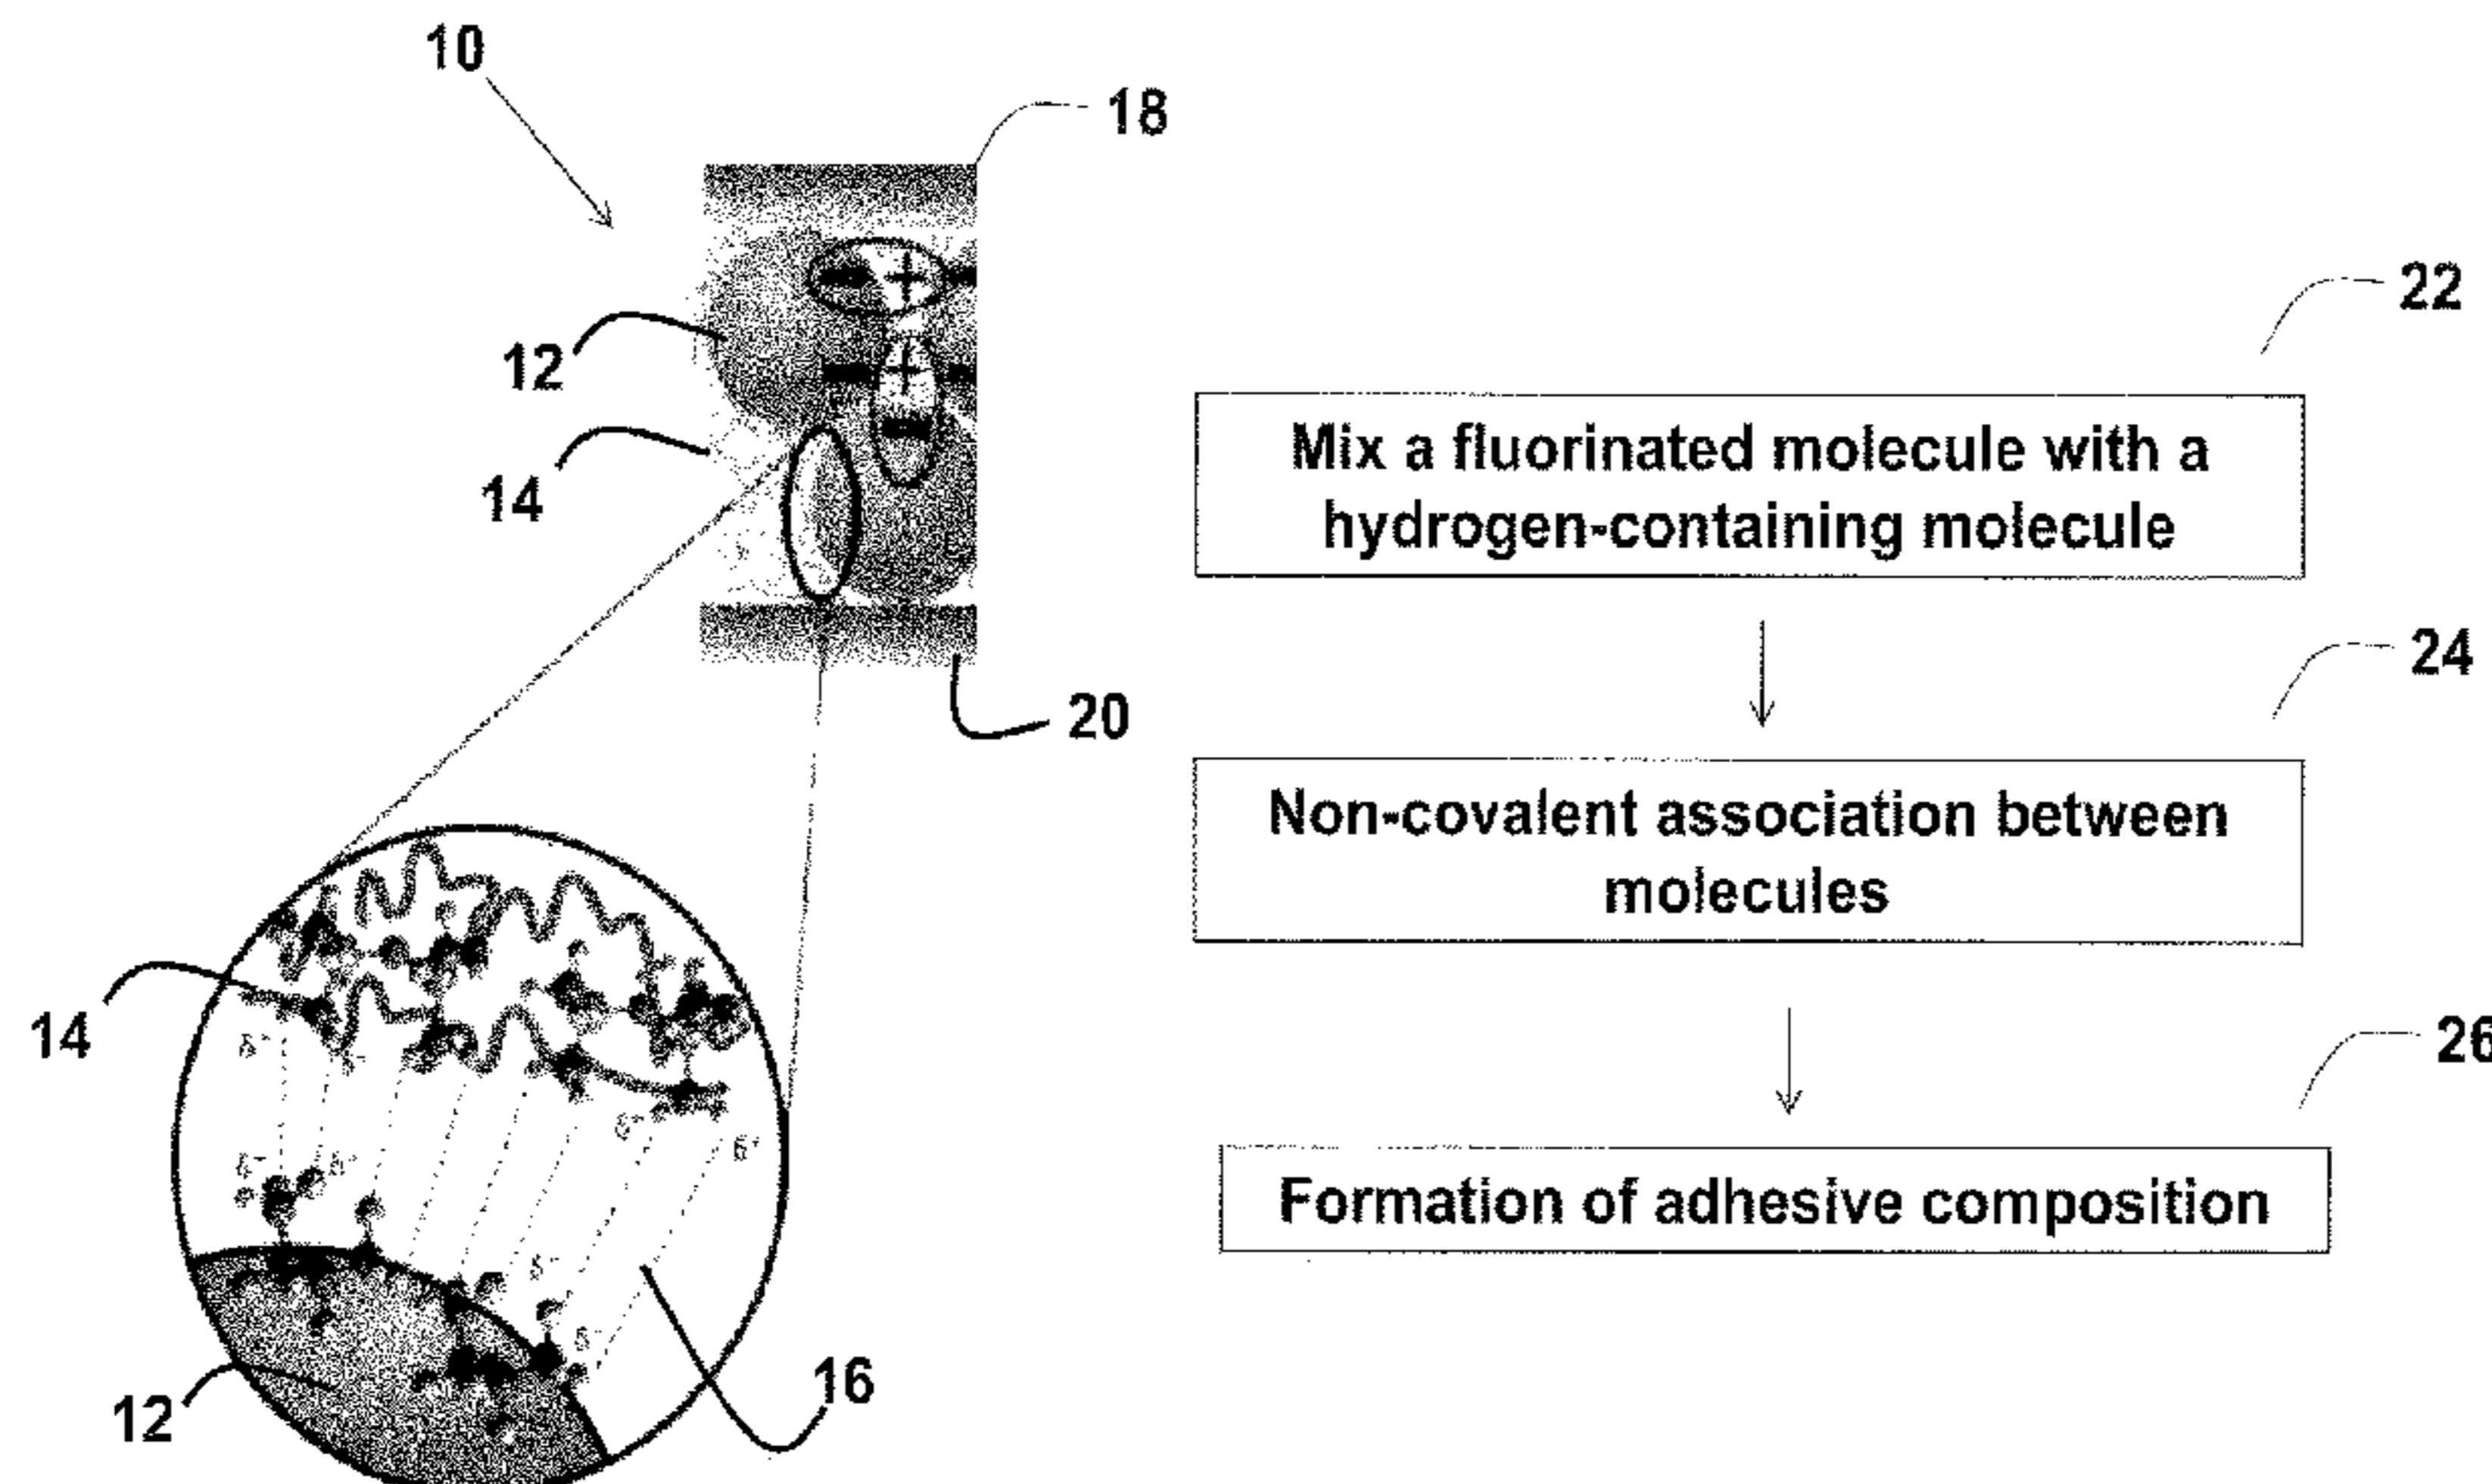 10
18
12
14
20
14
12
16
+
+
δ⁻
δ⁺
22
Mix a fluorinated molecule with a
hydrogen-containing molecule
24
Non-covalent association between
molecules
26
Formation of adhesive composition